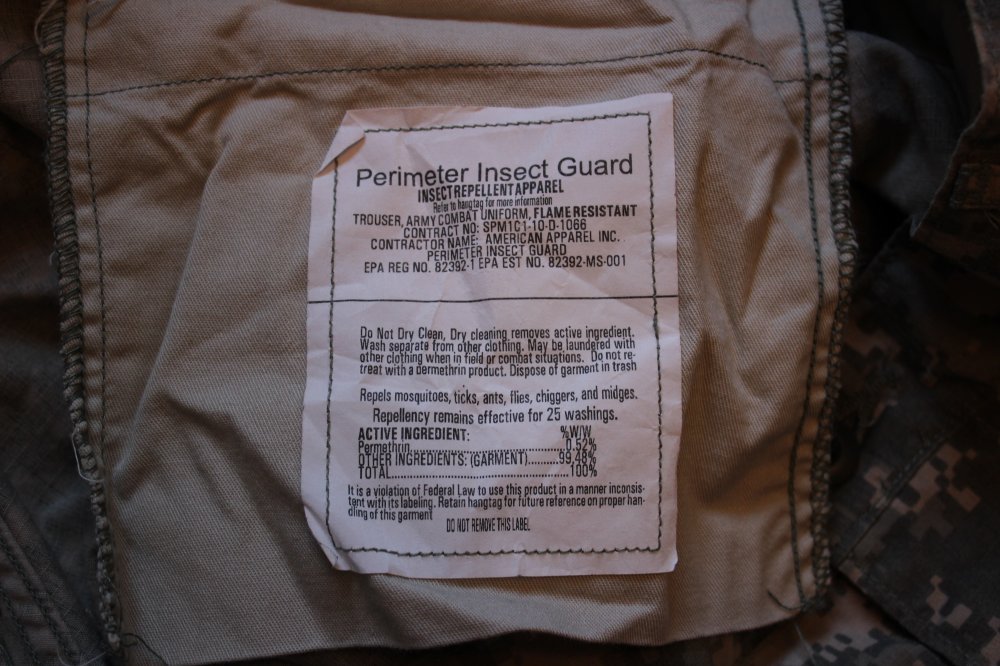 Perimeter Insect Guard
INSECT REPELLENT APPAREL
Refer to hangtag for more information
TROUSER, ARMY COMBAT UNIFORM, FLAME RESISTANT
CONTRACT NO: SPM1C1-10-D-1066
CONTRACTOR NAME: AMERICAN APPAREL INC.
PERIMETER INSECT GUARD
EPA REG NO. 82392-1 EPA EST NO. 82392-MS-001
Do Not Dry Clean, Dry cleaning removes active ingredient.
Wash separate from other clothing. May be laundered with
other clothing when in field or combat situations. Do not re-
treat with a permethrin product. Dispose of garment in trash
Repels mosquitoes, ticks, ants, flies, chiggers, and midges.
Repellency remains effective for 25 washings.
ACTIVE INGREDIENT: %W/W
Permethrin..............................0.52%
OTHER INGREDIENTS: (GARMENT).........99.48%
TOTAL...................................100%
It is a violation of Federal Law to use this product in a manner inconsis-
tent with its labeling. Retain hangtag for future reference on proper han-
dling of this garment
DO NOT REMOVE THIS LABEL